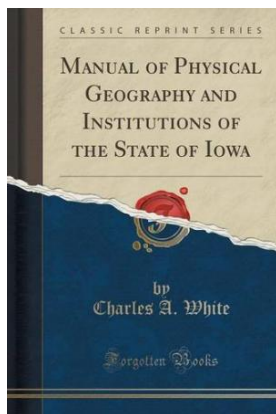 CLASSIC REPRINT SERIES
MANUAL OF PHYSICAL
GEOGRAPHY AND
INSTITUTIONS OF
THE STATE OF IOWA
by
Charles A. White
Forgotten Books